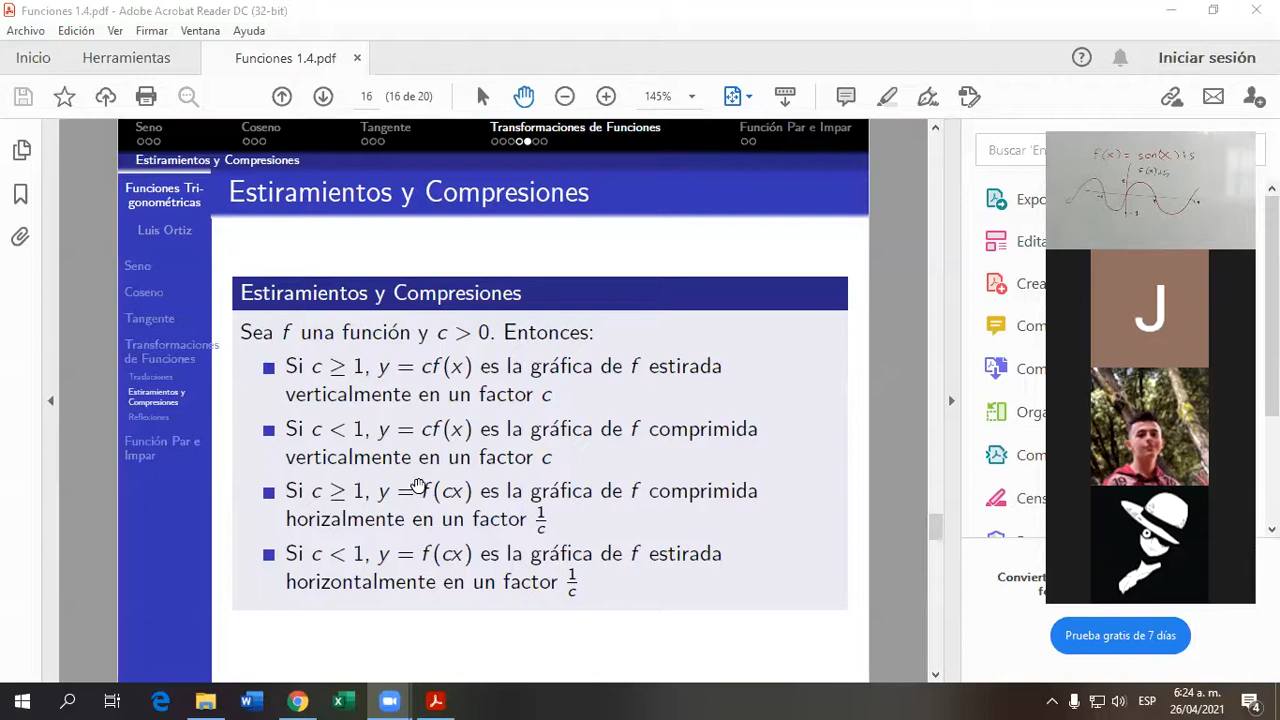 Funciones 1.4.pdf - Adobe Acrobat Reader DC (32-bit)
Archivo Edición Ver Firmar Ventana Ayuda
Inicio Herramientas Funciones 1.4.pdf × Iniciar sesión
16 (16 de 20) 145%
Seno Coseno Tangente Transformaciones de Funciones Función Par e Impar
Estiramientos y Compresiones
Funciones Tri-
gonométricas
Luis Ortiz
Seno
Coseno
Tangente
Transformaciones
de Funciones
Traslaciones
Estiramientos y
Compresiones
Reflexiones
Función Par e
Impar
Estiramientos y Compresiones
Estiramientos y Compresiones
Sea f una función y c > 0. Entonces:
Si c ≥ 1, y = cf(x) es la gráfica de f estirada
verticalmente en un factor c
Si c < 1, y = cf(x) es la gráfica de f comprimida
verticalmente en un factor c
Si c ≥ 1, y = f(cx) es la gráfica de f comprimida
horizalmente en un factor 1/c
Si c < 1, y = f(cx) es la gráfica de f estirada
horizontalmente en un factor 1/c
Buscar 'En
Expo
Edita
Crea
Com
Com
Orga
Cens
Conviert
Prueba gratis de 7 días
J
ESP
6:24 a. m.
26/04/2021
4